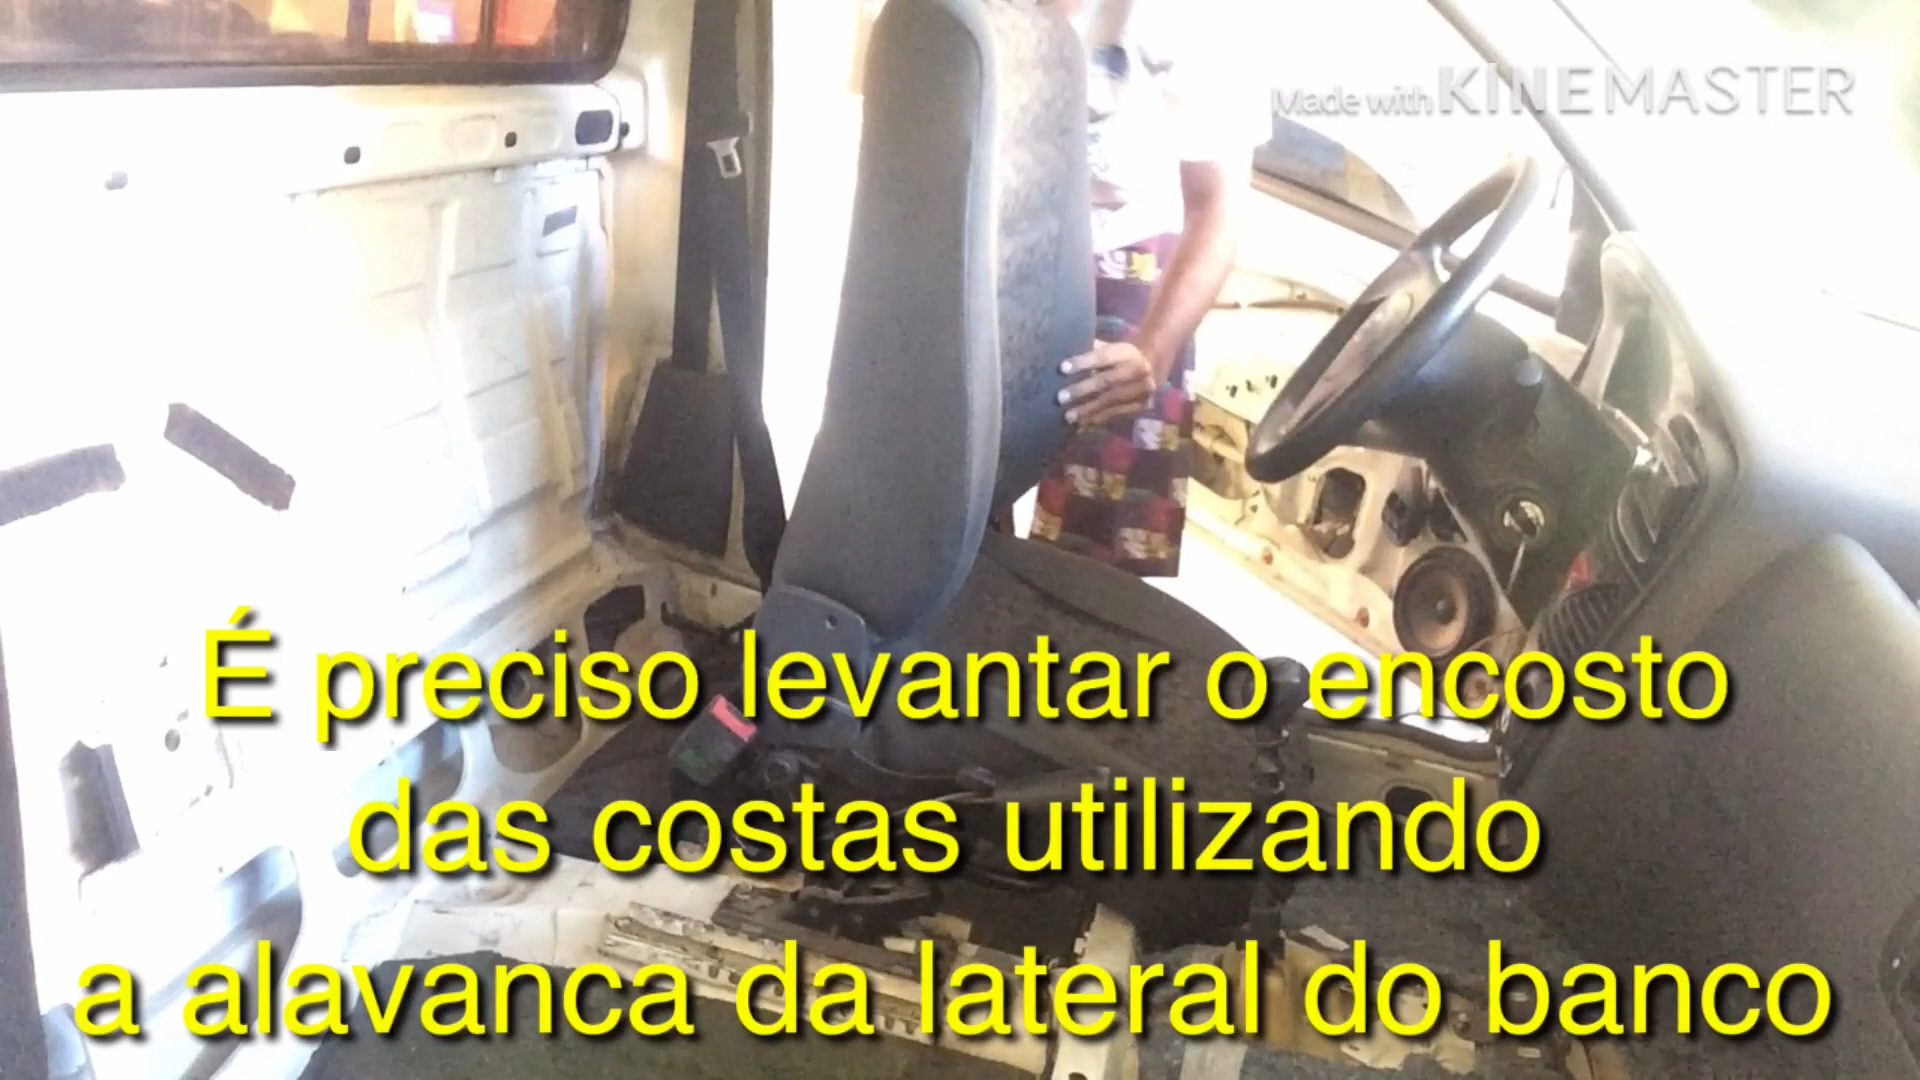 Made with KINEMASTER
É preciso levantar o encosto
das costas utilizando
a alavanca da lateral do banco